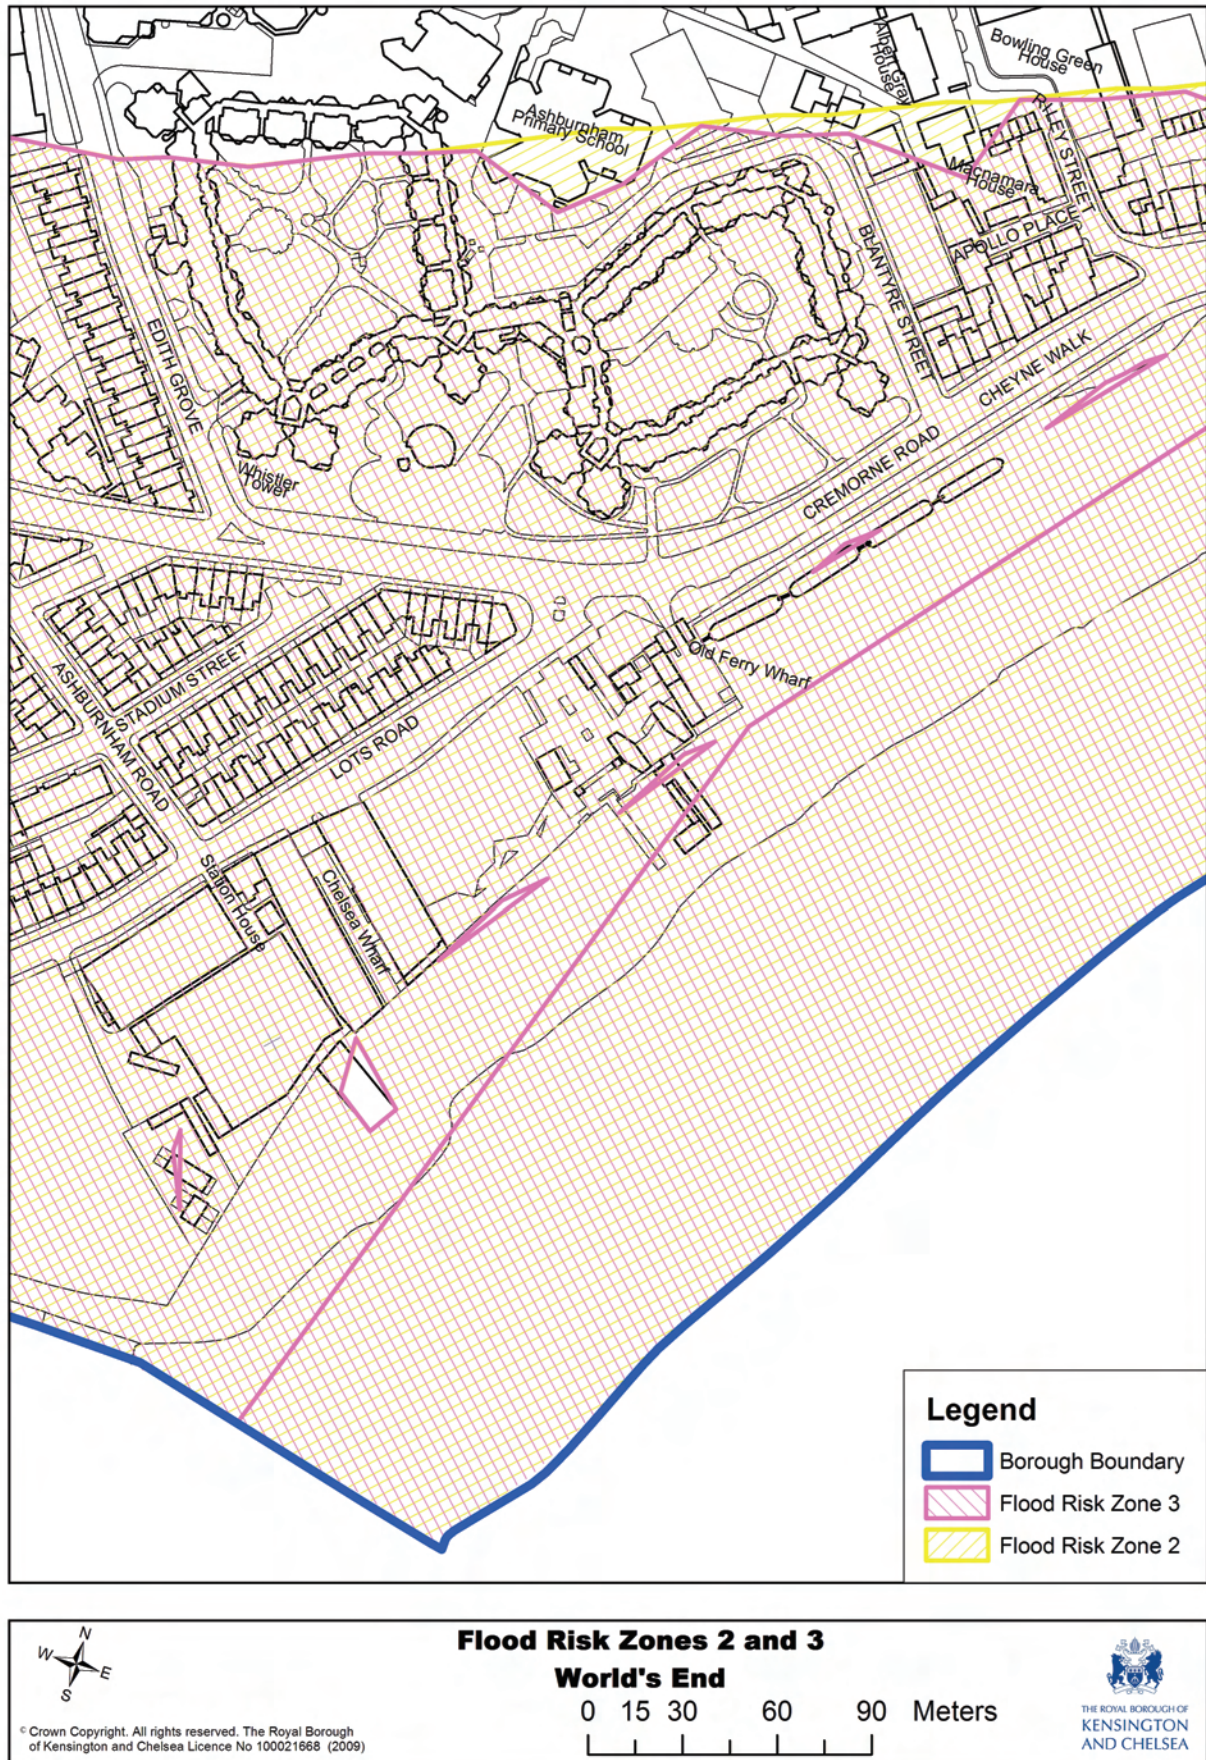 Albert Gray
House
Bowling Green
House
Ashburnham
Primary School
RILEY STREET
Macnamara
House
APOLLO PLACE
BLANTYRE STREET
EDITH GROVE
CHEYNE WALK
CREMORNE ROAD
Whistler
Tower
Old Ferry Wharf
STADIUM STREET
ASHBURNHAM ROAD
LOTS ROAD
Station House
Chelsea Wharf
Legend
Borough Boundary
Flood Risk Zone 3
Flood Risk Zone 2
N
W
E
S
Flood Risk Zones 2 and 3
World's End
0 15 30 60 90 Meters
© Crown Copyright. All rights reserved. The Royal Borough
of Kensington and Chelsea Licence No 100021668 (2009)
THE ROYAL BOROUGH OF
KENSINGTON
AND CHELSEA